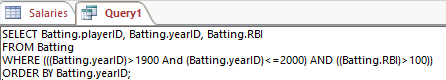 Salaries Query1
SELECT Batting.playerID, Batting.yearID, Batting.RBI
FROM Batting
WHERE (((Batting.yearID)>1900 And (Batting.yearID)<=2000) AND ((Batting.RBI)>100))
ORDER BY Batting.yearID;